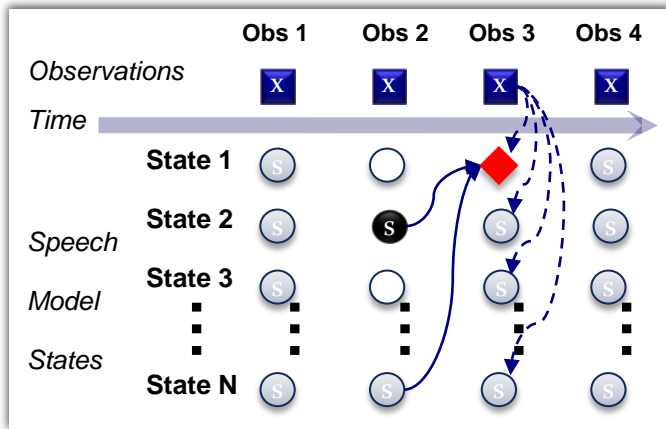 Obs 1 Obs 2 Obs 3 Obs 4
Observations X X X X
Time
State 1 S S
State 2 S S S S
Speech
State 3 S S S
Model
States
State N S S S S